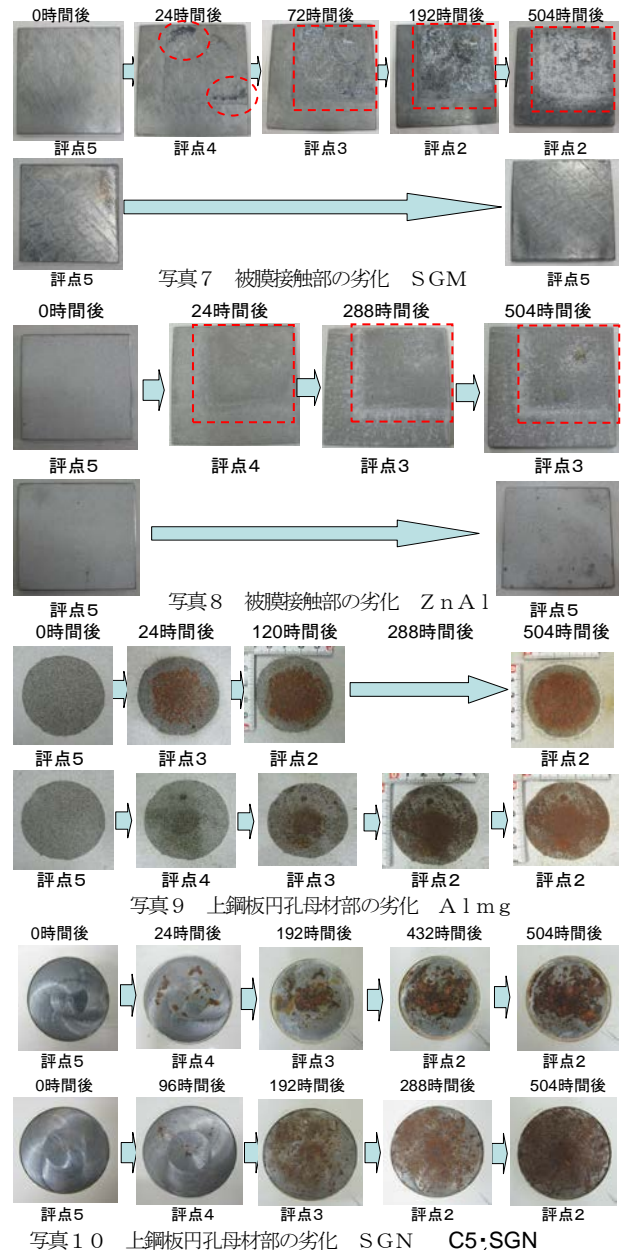 0時間後 24時間後 72時間後 192時間後 504時間後
評点5 評点4 評点3 評点2 評点2
評点5 写真7 被膜接触部の劣化 SGM 評点5
0時間後 24時間後 288時間後 504時間後
評点5 評点4 評点3 評点3
評点5 写真8 被膜接触部の劣化 ZnAl 評点5
0時間後 24時間後 120時間後 288時間後 504時間後
評点5 評点3 評点2 評点2
評点5 評点4 評点3 評点2 評点2
写真9 上鋼板円孔母材部の劣化 Almg
0時間後 24時間後 192時間後 432時間後 504時間後
評点5 評点4 評点3 評点2 評点2
0時間後 96時間後 192時間後 288時間後 504時間後
評点5 評点4 評点3 評点2 評点2
写真10 上鋼板円孔母材部の劣化 SGN C5;SGN